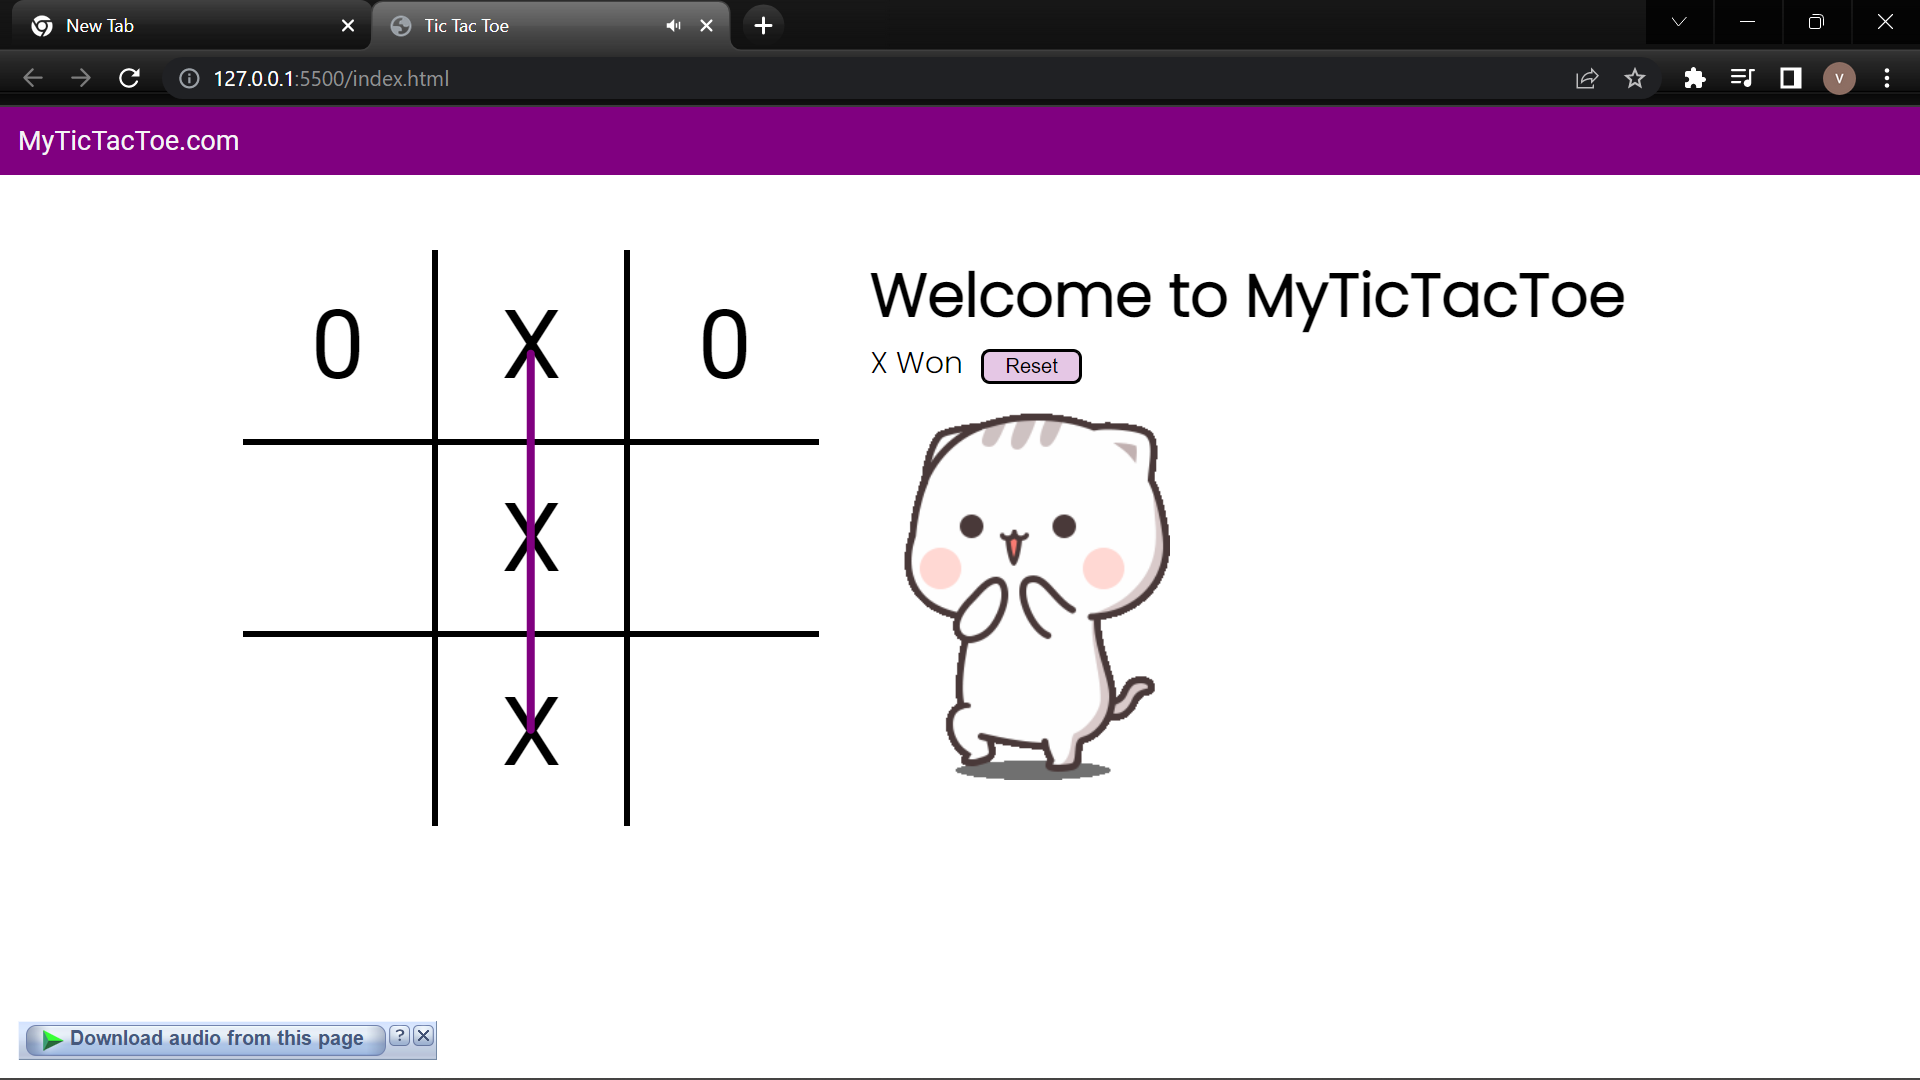 New Tab
Tic Tac Toe
127.0.0.1:5500/index.html
V
MyTicTacToe.com
0 X 0
X
X
Welcome to MyTicTacToe
X Won Reset
Download audio from this page ?